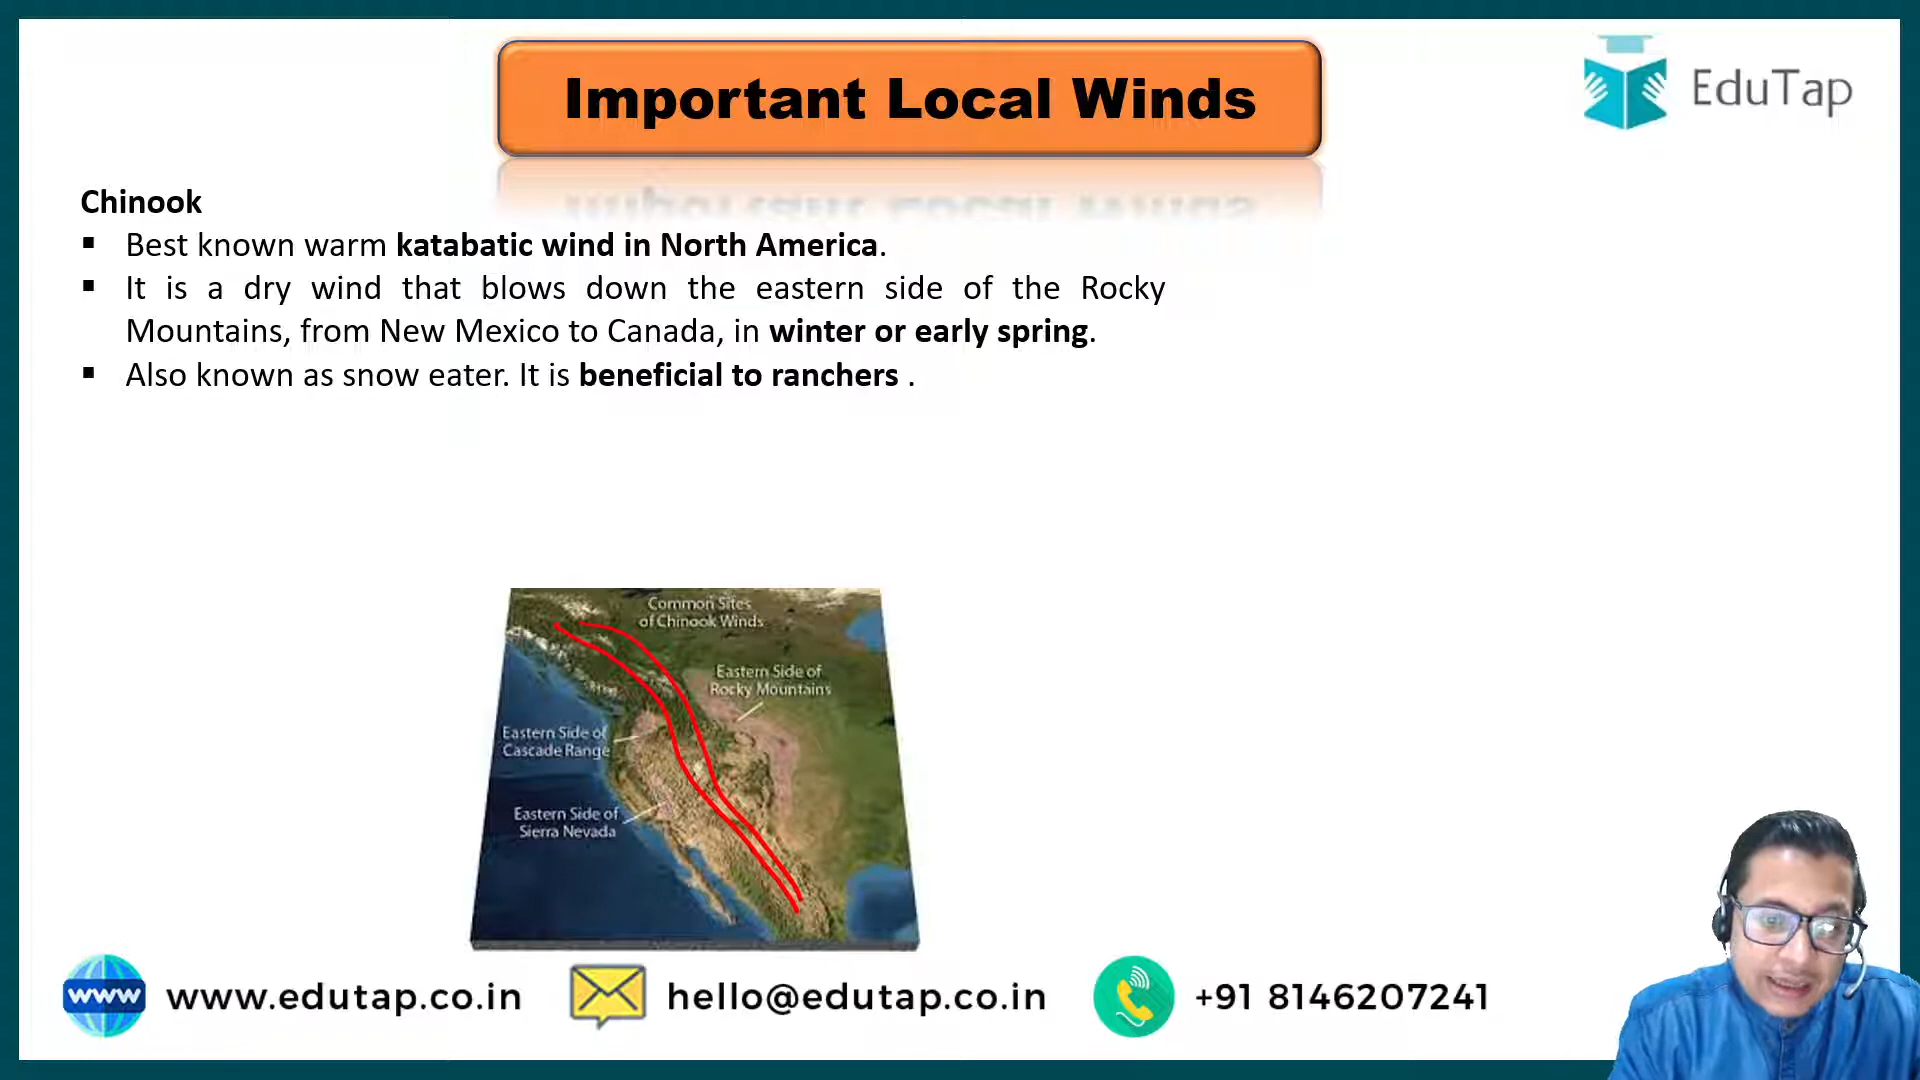 Important Local Winds
EduTap
Chinook
▪ Best known warm katabatic wind in North America.
▪ It is a dry wind that blows down the eastern side of the Rocky
Mountains, from New Mexico to Canada, in winter or early spring.
▪ Also known as snow eater. It is beneficial to ranchers .
Common Sites
of Chinook Winds
Eastern Side of
Rocky Mountains
Eastern Side of
Cascade Range
Eastern Side of
Sierra Nevada
www
www.edutap.co.in
hello@edutap.co.in
+91 8146207241